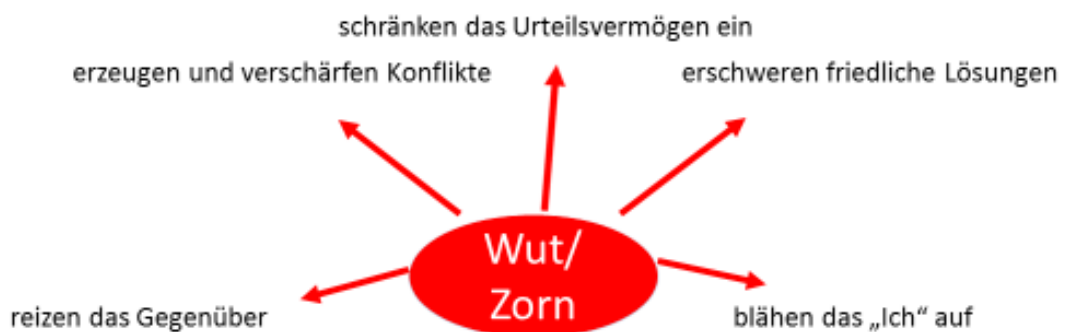 schränken das Urteilsvermögen ein
erzeugen und verschärfen Konflikte
erschweren friedliche Lösungen
Wut/
Zorn
reizen das Gegenüber
blähen das „Ich“ auf